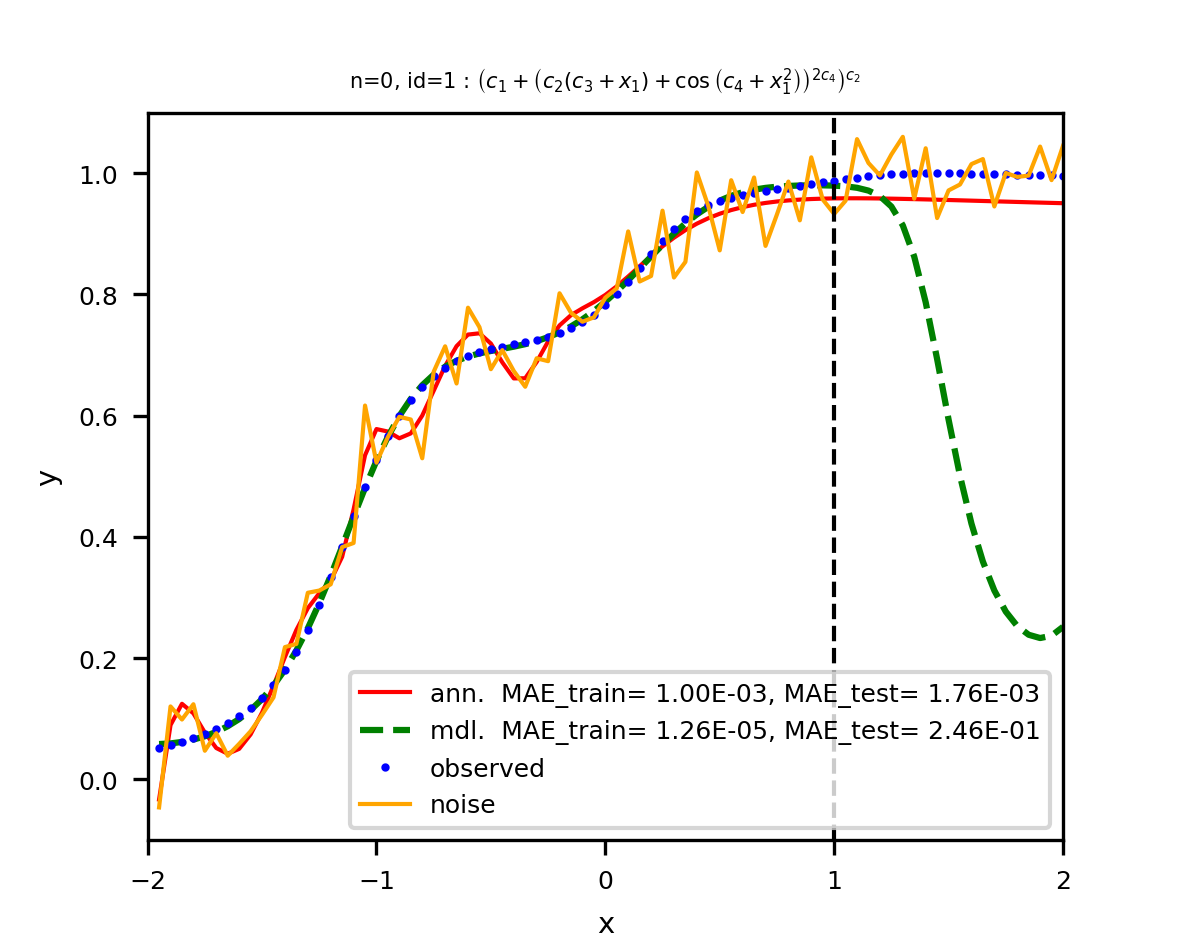 n=0, id=1 : (c₁ + (c₂(c₃ + x₁) + cos (c₄ + x₁²))^{2c₄})^{c₂}
1.0
0.8
0.6
0.4
0.2
0.0
y
ann. MAE_train= 1.00E-03, MAE_test= 1.76E-03
mdl. MAE_train= 1.26E-05, MAE_test= 2.46E-01
observed
noise
−2 −1 0 1 2
x